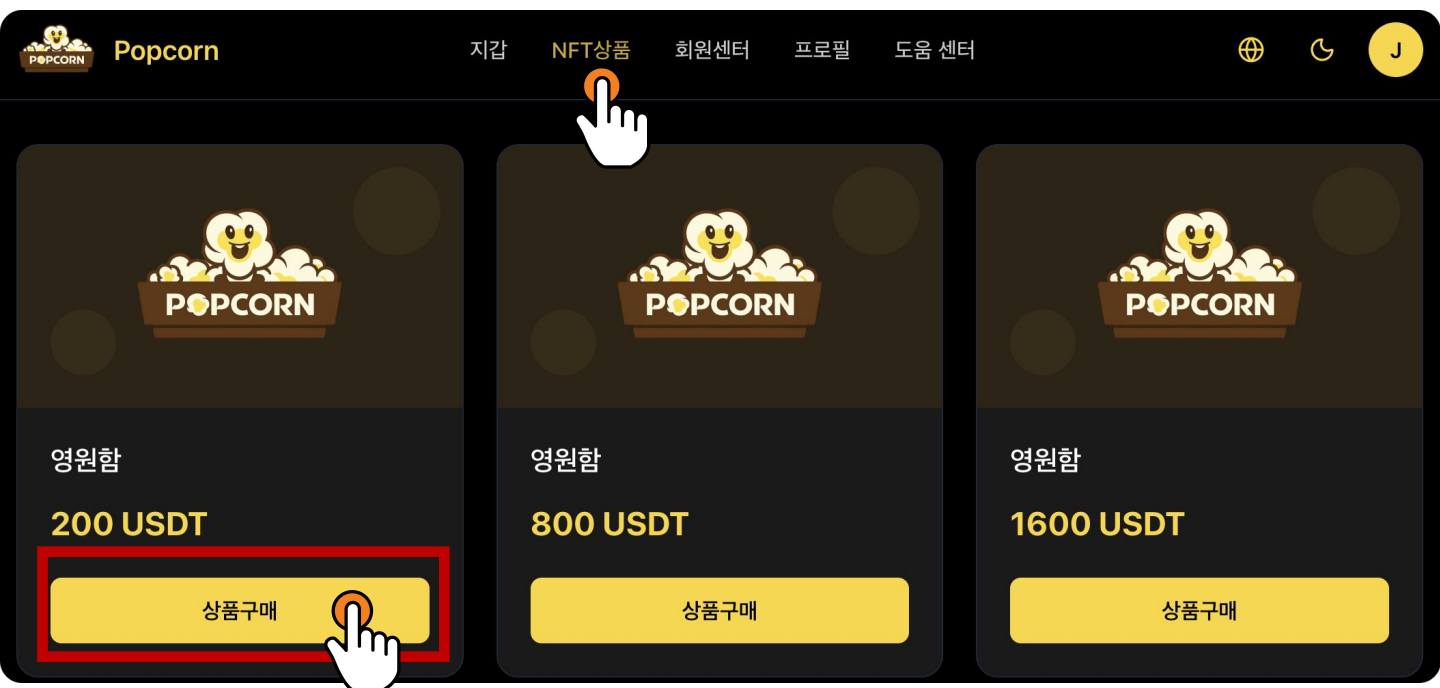 POPCORN
Popcorn
지갑
NFT상품
회원센터
프로필
도움 센터
J
POPCORN
POPCORN
POPCORN
영원함
영원함
영원함
200 USDT
800 USDT
1600 USDT
상품구매
상품구매
상품구매